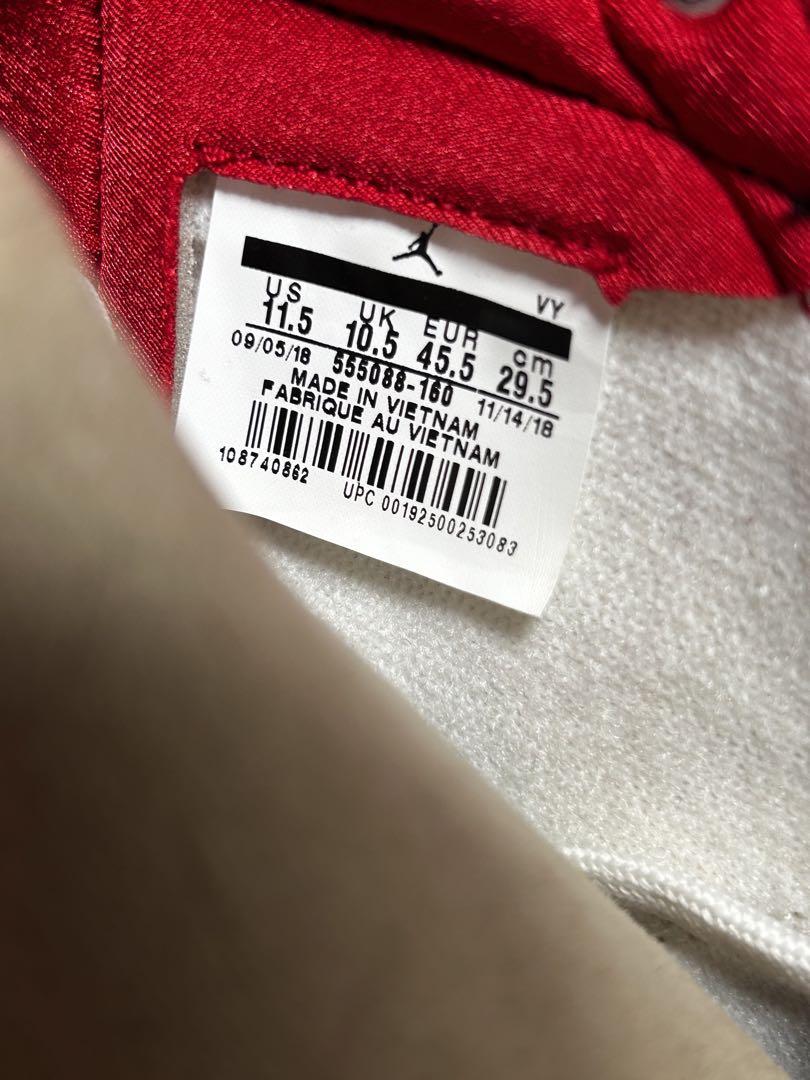 VY
US UK EUR cm
11.5 10.5 45.5 29.5
09/05/18 555088-160 11/14/18
MADE IN VIETNAM
FABRIQUE AU VIETNAM
108740862 UPC 00192500253083